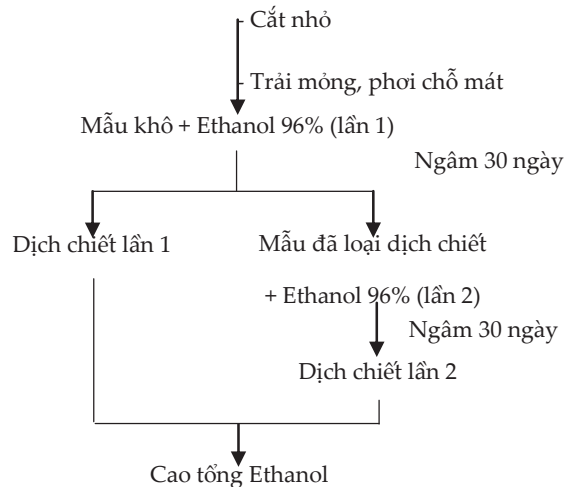 - Cắt nhỏ
- Trải mỏng, phơi chỗ mát
Mẫu khô + Ethanol 96% (lần 1)
Ngâm 30 ngày
Dịch chiết lần 1
Mẫu đã loại dịch chiết
+ Ethanol 96% (lần 2)
Ngâm 30 ngày
Dịch chiết lần 2
Cao tổng Ethanol